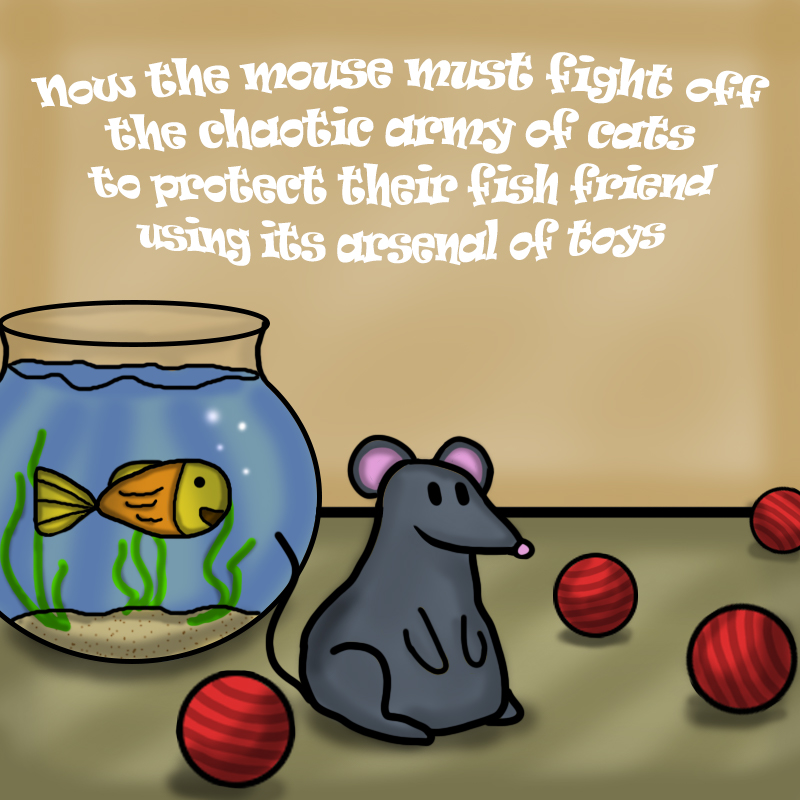 Now the mouse must fight off
the chaotic army of cats
to protect their fish friend
using its arsenal of toys